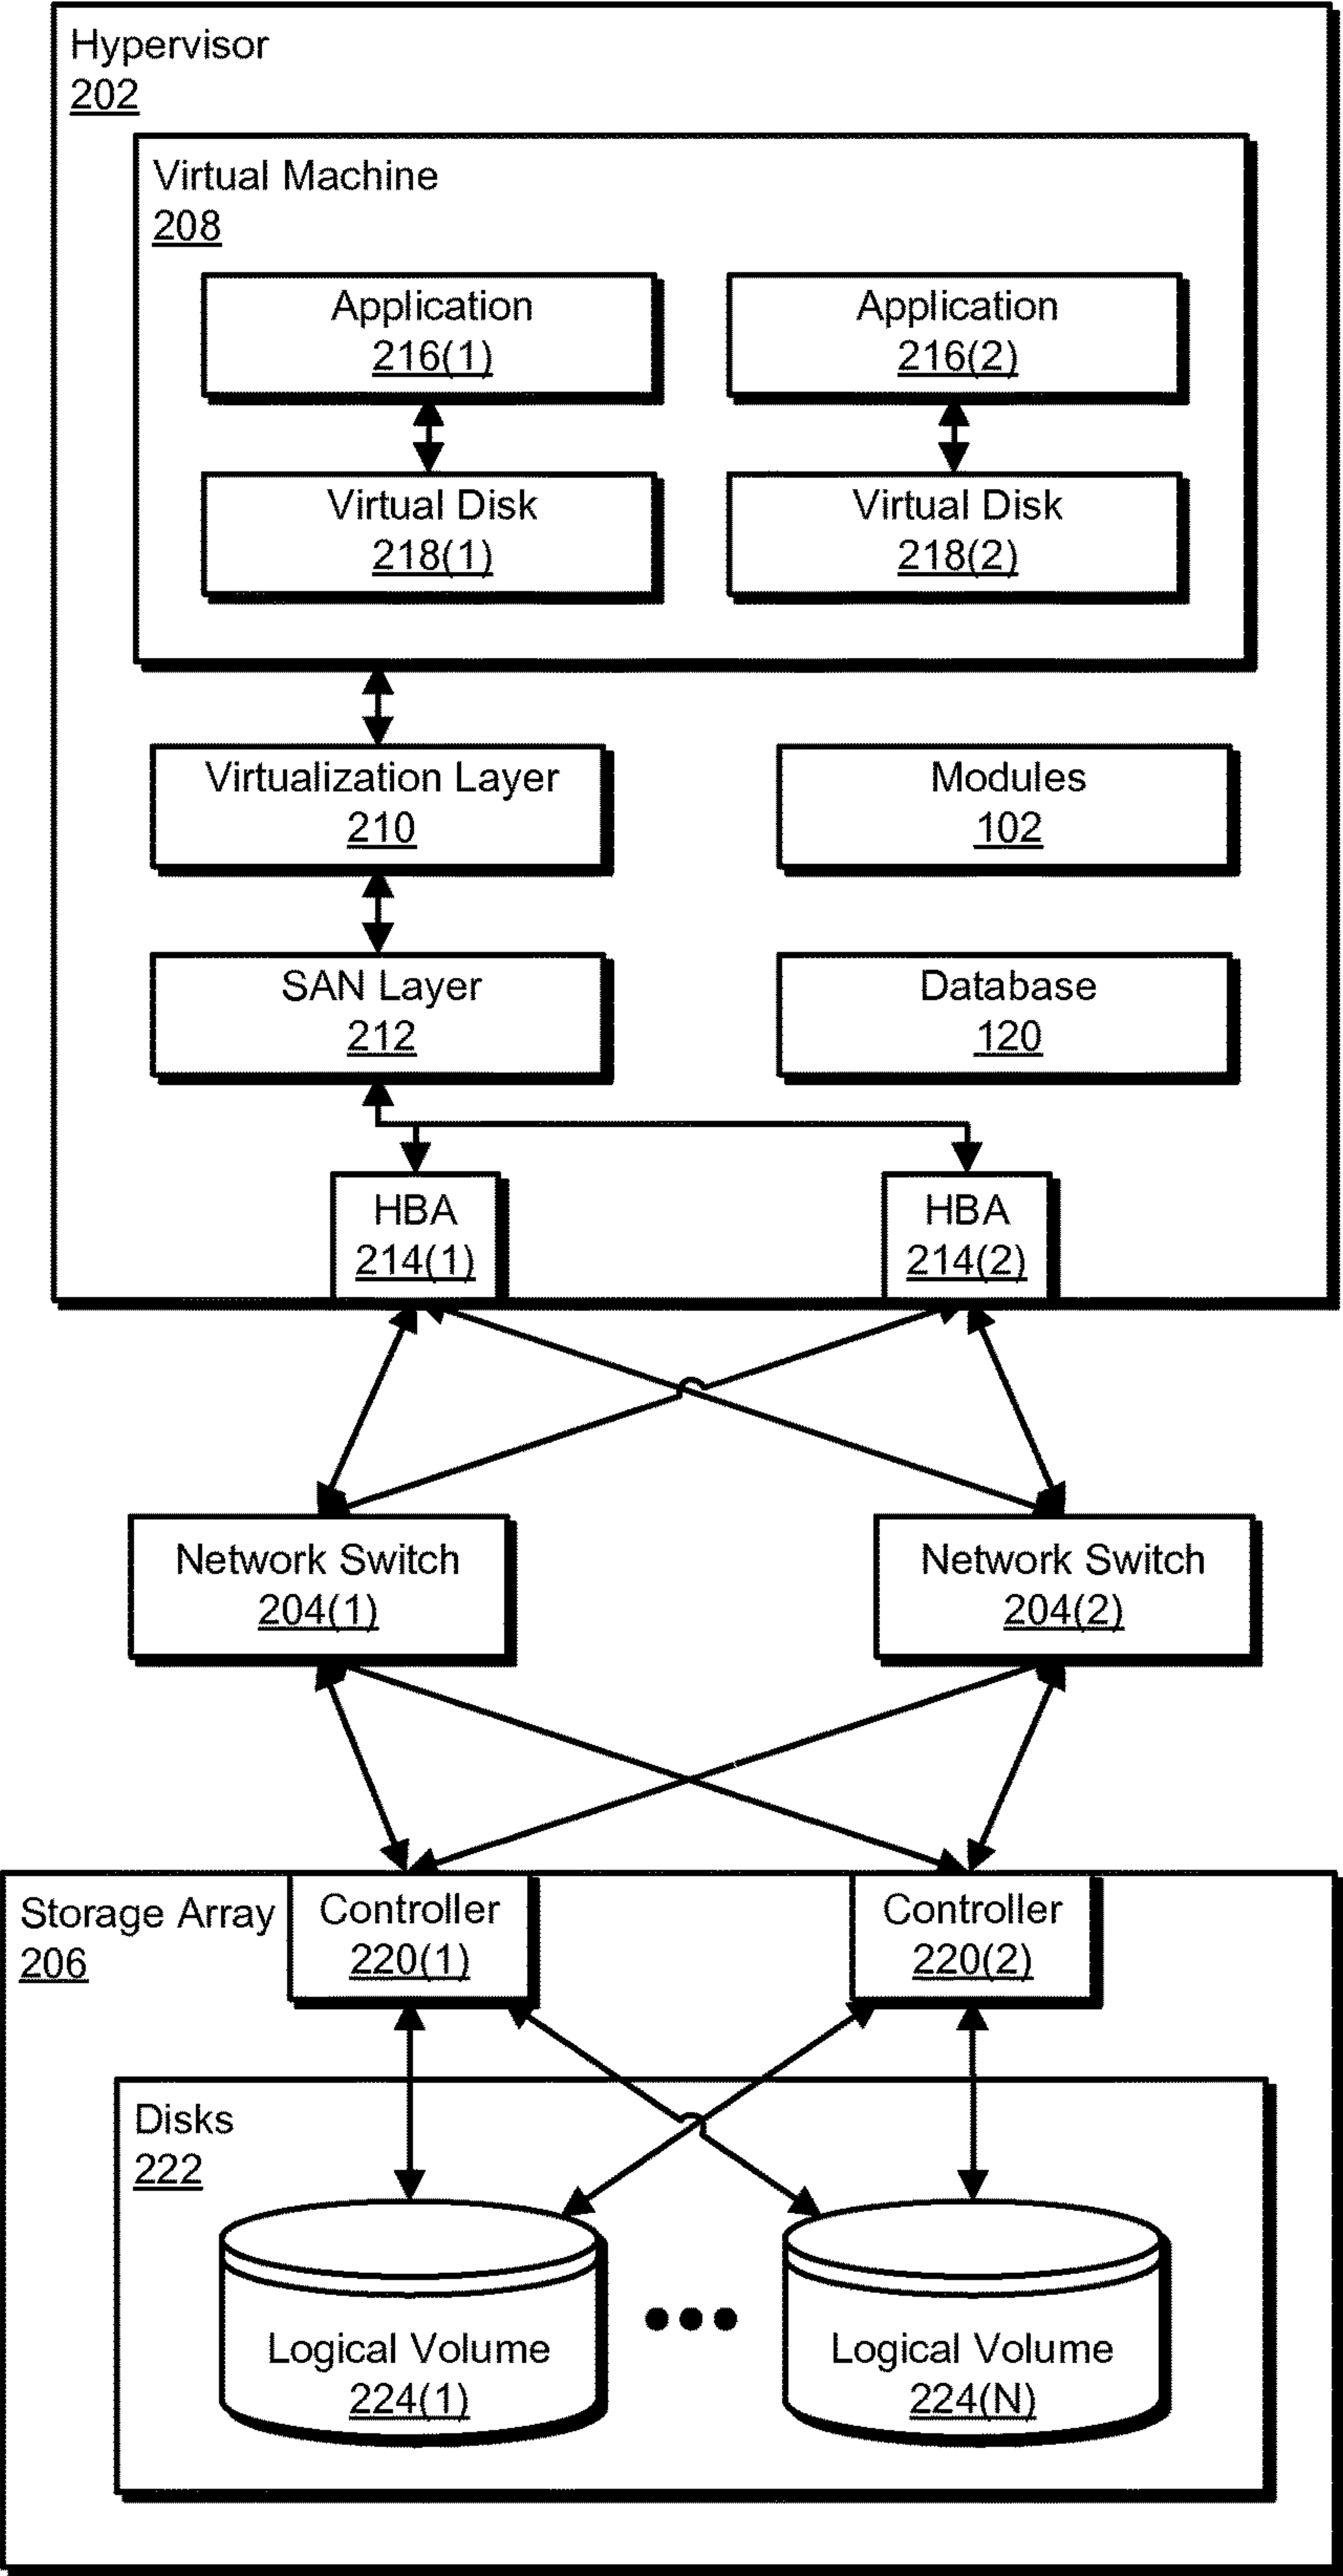 Hypervisor
202
Virtual Machine
208
Application
216(1)
Application
216(2)
Virtual Disk
218(1)
Virtual Disk
218(2)
Virtualization Layer
210
Modules
102
SAN Layer
212
Database
120
HBA
214(1)
HBA
214(2)
Network Switch
204(1)
Network Switch
204(2)
Storage Array
206
Controller
220(1)
Controller
220(2)
Disks
222
Logical Volume
224(1)
Logical Volume
224(N)